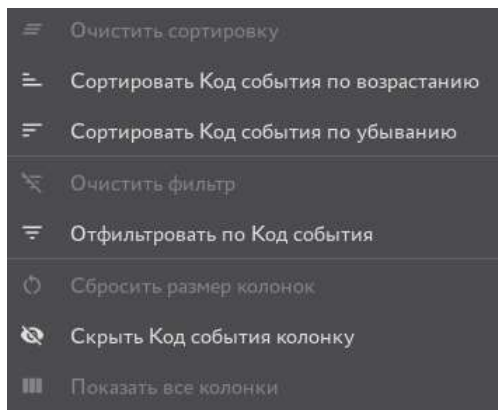 Очистить сортировку
Сортировать Код события по возрастанию
Сортировать Код события по убыванию
Очистить фильтр
Отфильтровать по Код события
Сбросить размер колонок
Скрыть Код события колонку
Показать все колонки